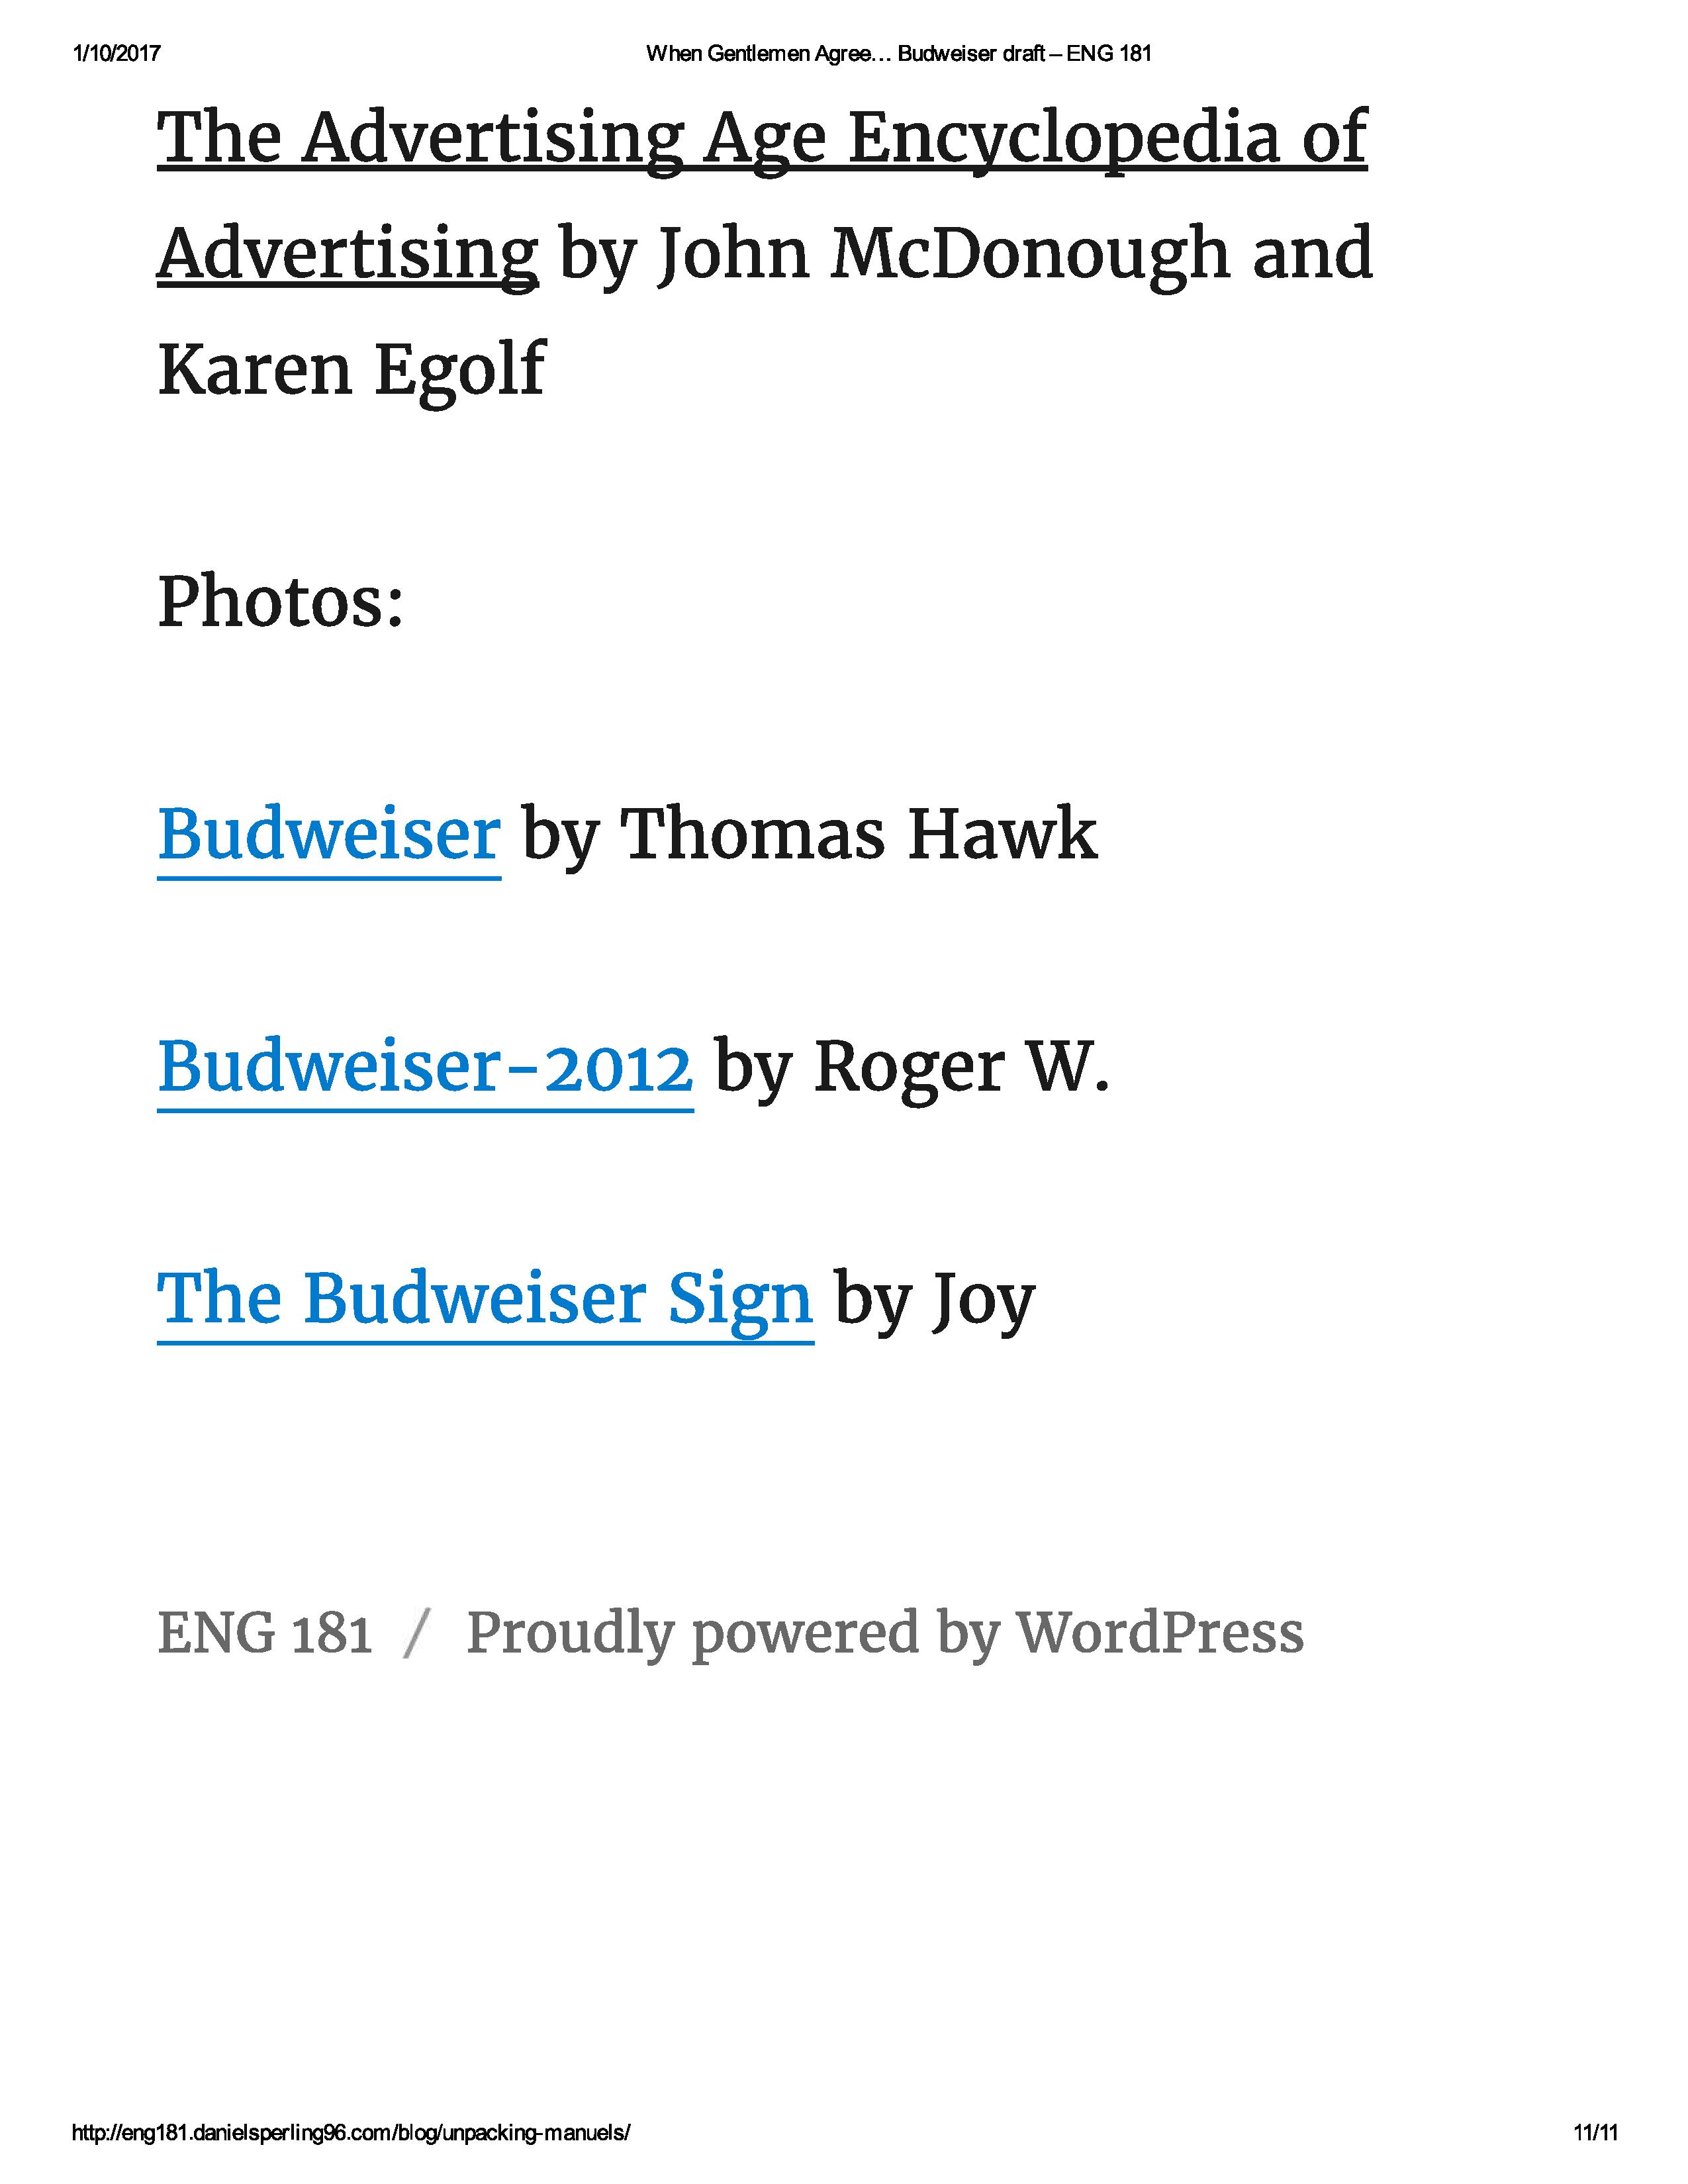 1/10/2017 When Gentlemen Agree… Budweiser draft – ENG 181
The Advertising Age Encyclopedia of
Advertising by John McDonough and
Karen Egolf
Photos:
Budweiser by Thomas Hawk
Budweiser-2012 by Roger W.
The Budweiser Sign by Joy
ENG 181 / Proudly powered by WordPress
http://eng181.danielsperling96.com/blog/unpacking-manuels/ 11/11